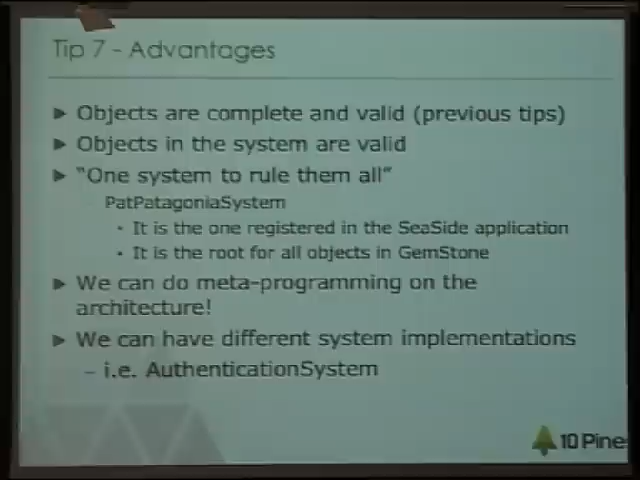 Tip 7 - Advantages
Objects are complete and valid (previous tips)
Objects in the system are valid
"One system to rule them all"
PatPatagoniaSystem
It is the one registered in the SeaSide application
It is the root for all objects in GemStone
We can do meta-programming on the
architecture!
We can have different system implementations
– i.e. AuthenticationSystem
10Pine